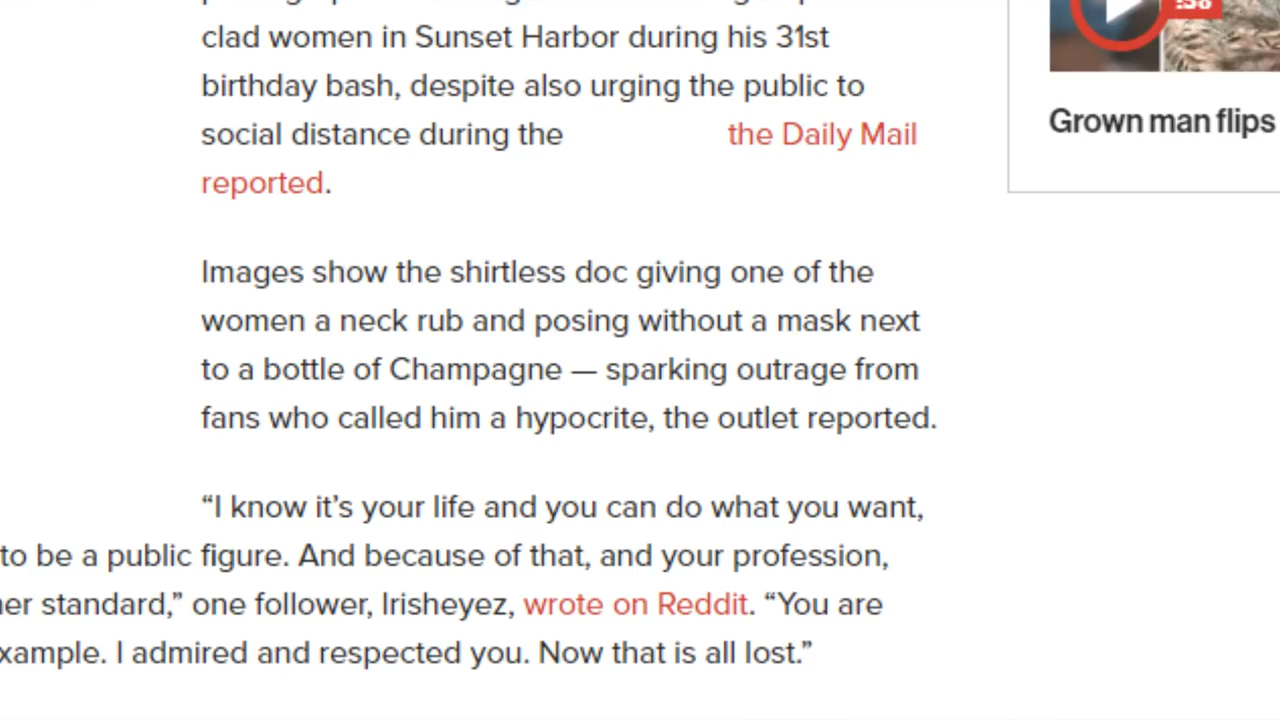 clad women in Sunset Harbor during his 31st
birthday bash, despite also urging the public to
social distance during the the Daily Mail
reported.
Images show the shirtless doc giving one of the
women a neck rub and posing without a mask next
to a bottle of Champagne — sparking outrage from
fans who called him a hypocrite, the outlet reported.
“I know it’s your life and you can do what you want,
to be a public figure. And because of that, and your profession,
her standard,” one follower, Irisheyez, wrote on Reddit. “You are
xample. I admired and respected you. Now that is all lost.”
Grown man flips